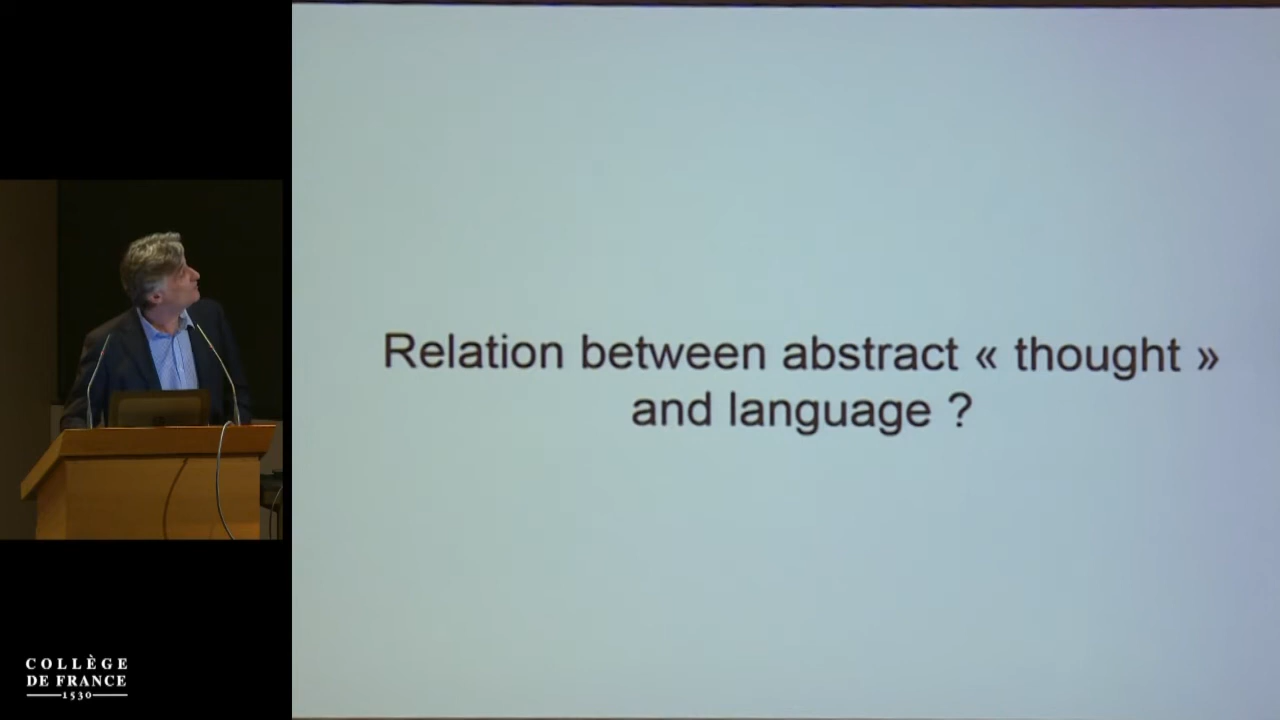 Relation between abstract « thought »
and language ?
COLLÈGE
DE FRANCE
1530